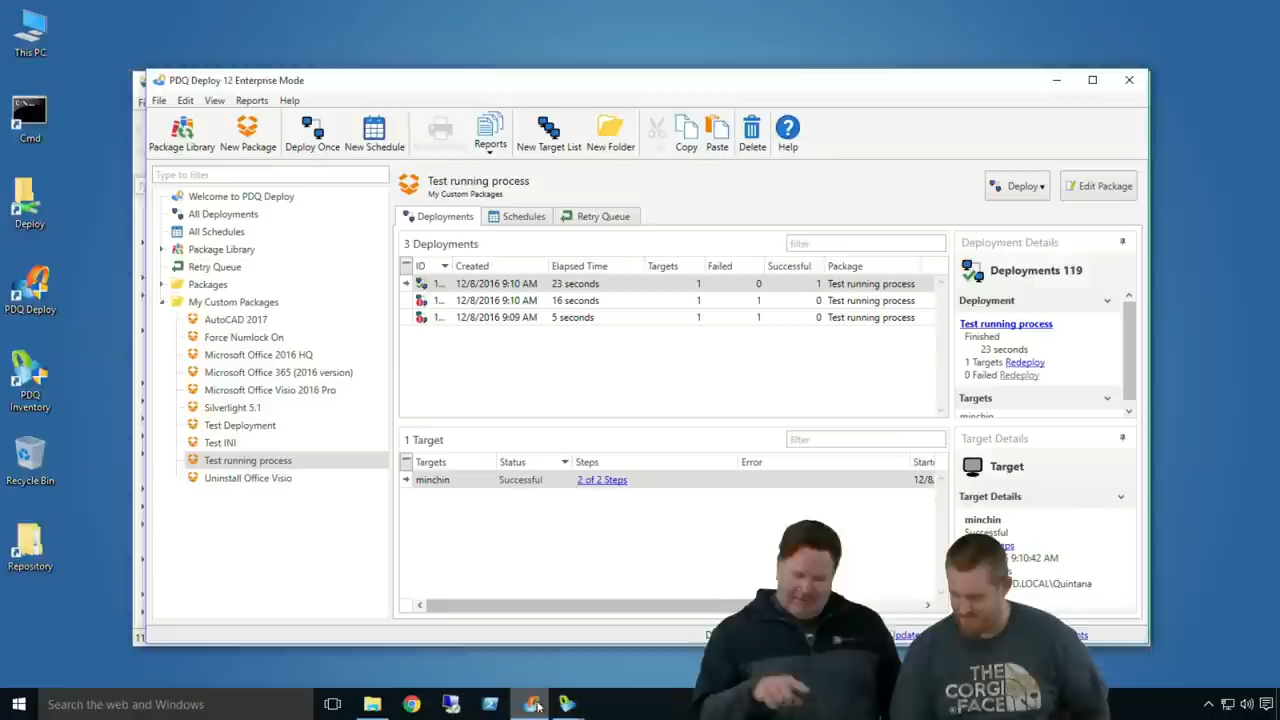 This PC
Cmd
Deploy
PDQ Deploy
PDQ
Inventory
Recycle Bin
Repository
PDQ Deploy 12 Enterprise Mode
File Edit View Reports Help
Package Library New Package Deploy Once New Schedule Reports New Target List New Folder Copy Paste Delete Help
Type to filter
Welcome to PDQ Deploy
All Deployments
All Schedules
Package Library
Retry Queue
Packages
My Custom Packages
AutoCAD 2017
Force Numlock On
Microsoft Office 2016 HQ
Microsoft Office 365 (2016 version)
Microsoft Office Visio 2016 Pro
Silverlight 5.1
Test Deployment
Test INI
Test running process
Uninstall Office Visio
Test running process
My Custom Packages
Deploy
Edit Package
Deployments Schedules Retry Queue
3 Deployments
filter
ID Created Elapsed Time Targets Failed Successful Package
1... 12/8/2016 9:10 AM 23 seconds 1 0 1 Test running process
1... 12/8/2016 9:10 AM 16 seconds 1 1 0 Test running process
1... 12/8/2016 9:09 AM 5 seconds 1 1 0 Test running process
1 Target
filter
Targets Status Steps Error Starte
minchin Successful 2 of 2 Steps 12/8,
Deployment Details
Deployments 119
Deployment
Test running process
Finished
23 seconds
1 Targets Redeploy
0 Failed Redeploy
Targets
minchin
Target Details
Target
Target Details
minchin
Successful
9:10:42 AM
D.LOCAL\Quintana
THE
CORGI
FACE
Search the web and Windows